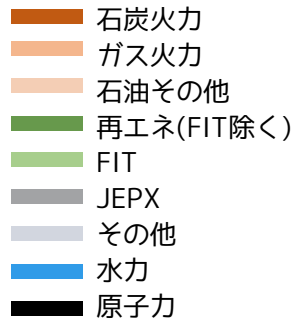 石炭火力
ガス火力
石油その他
再エネ(FIT除く)
FIT
JEPX
その他
水力
原子力